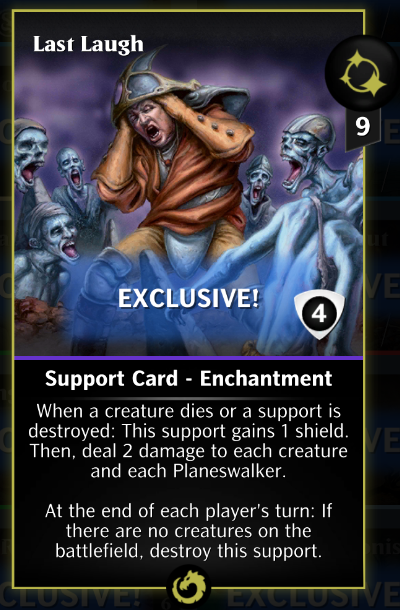 Last Laugh
9
EXCLUSIVE!
4
Support Card - Enchantment
When a creature dies or a support is
destroyed: This support gains 1 shield.
Then, deal 2 damage to each creature
and each Planeswalker.
At the end of each player's turn: If
there are no creatures on the
battlefield, destroy this support.